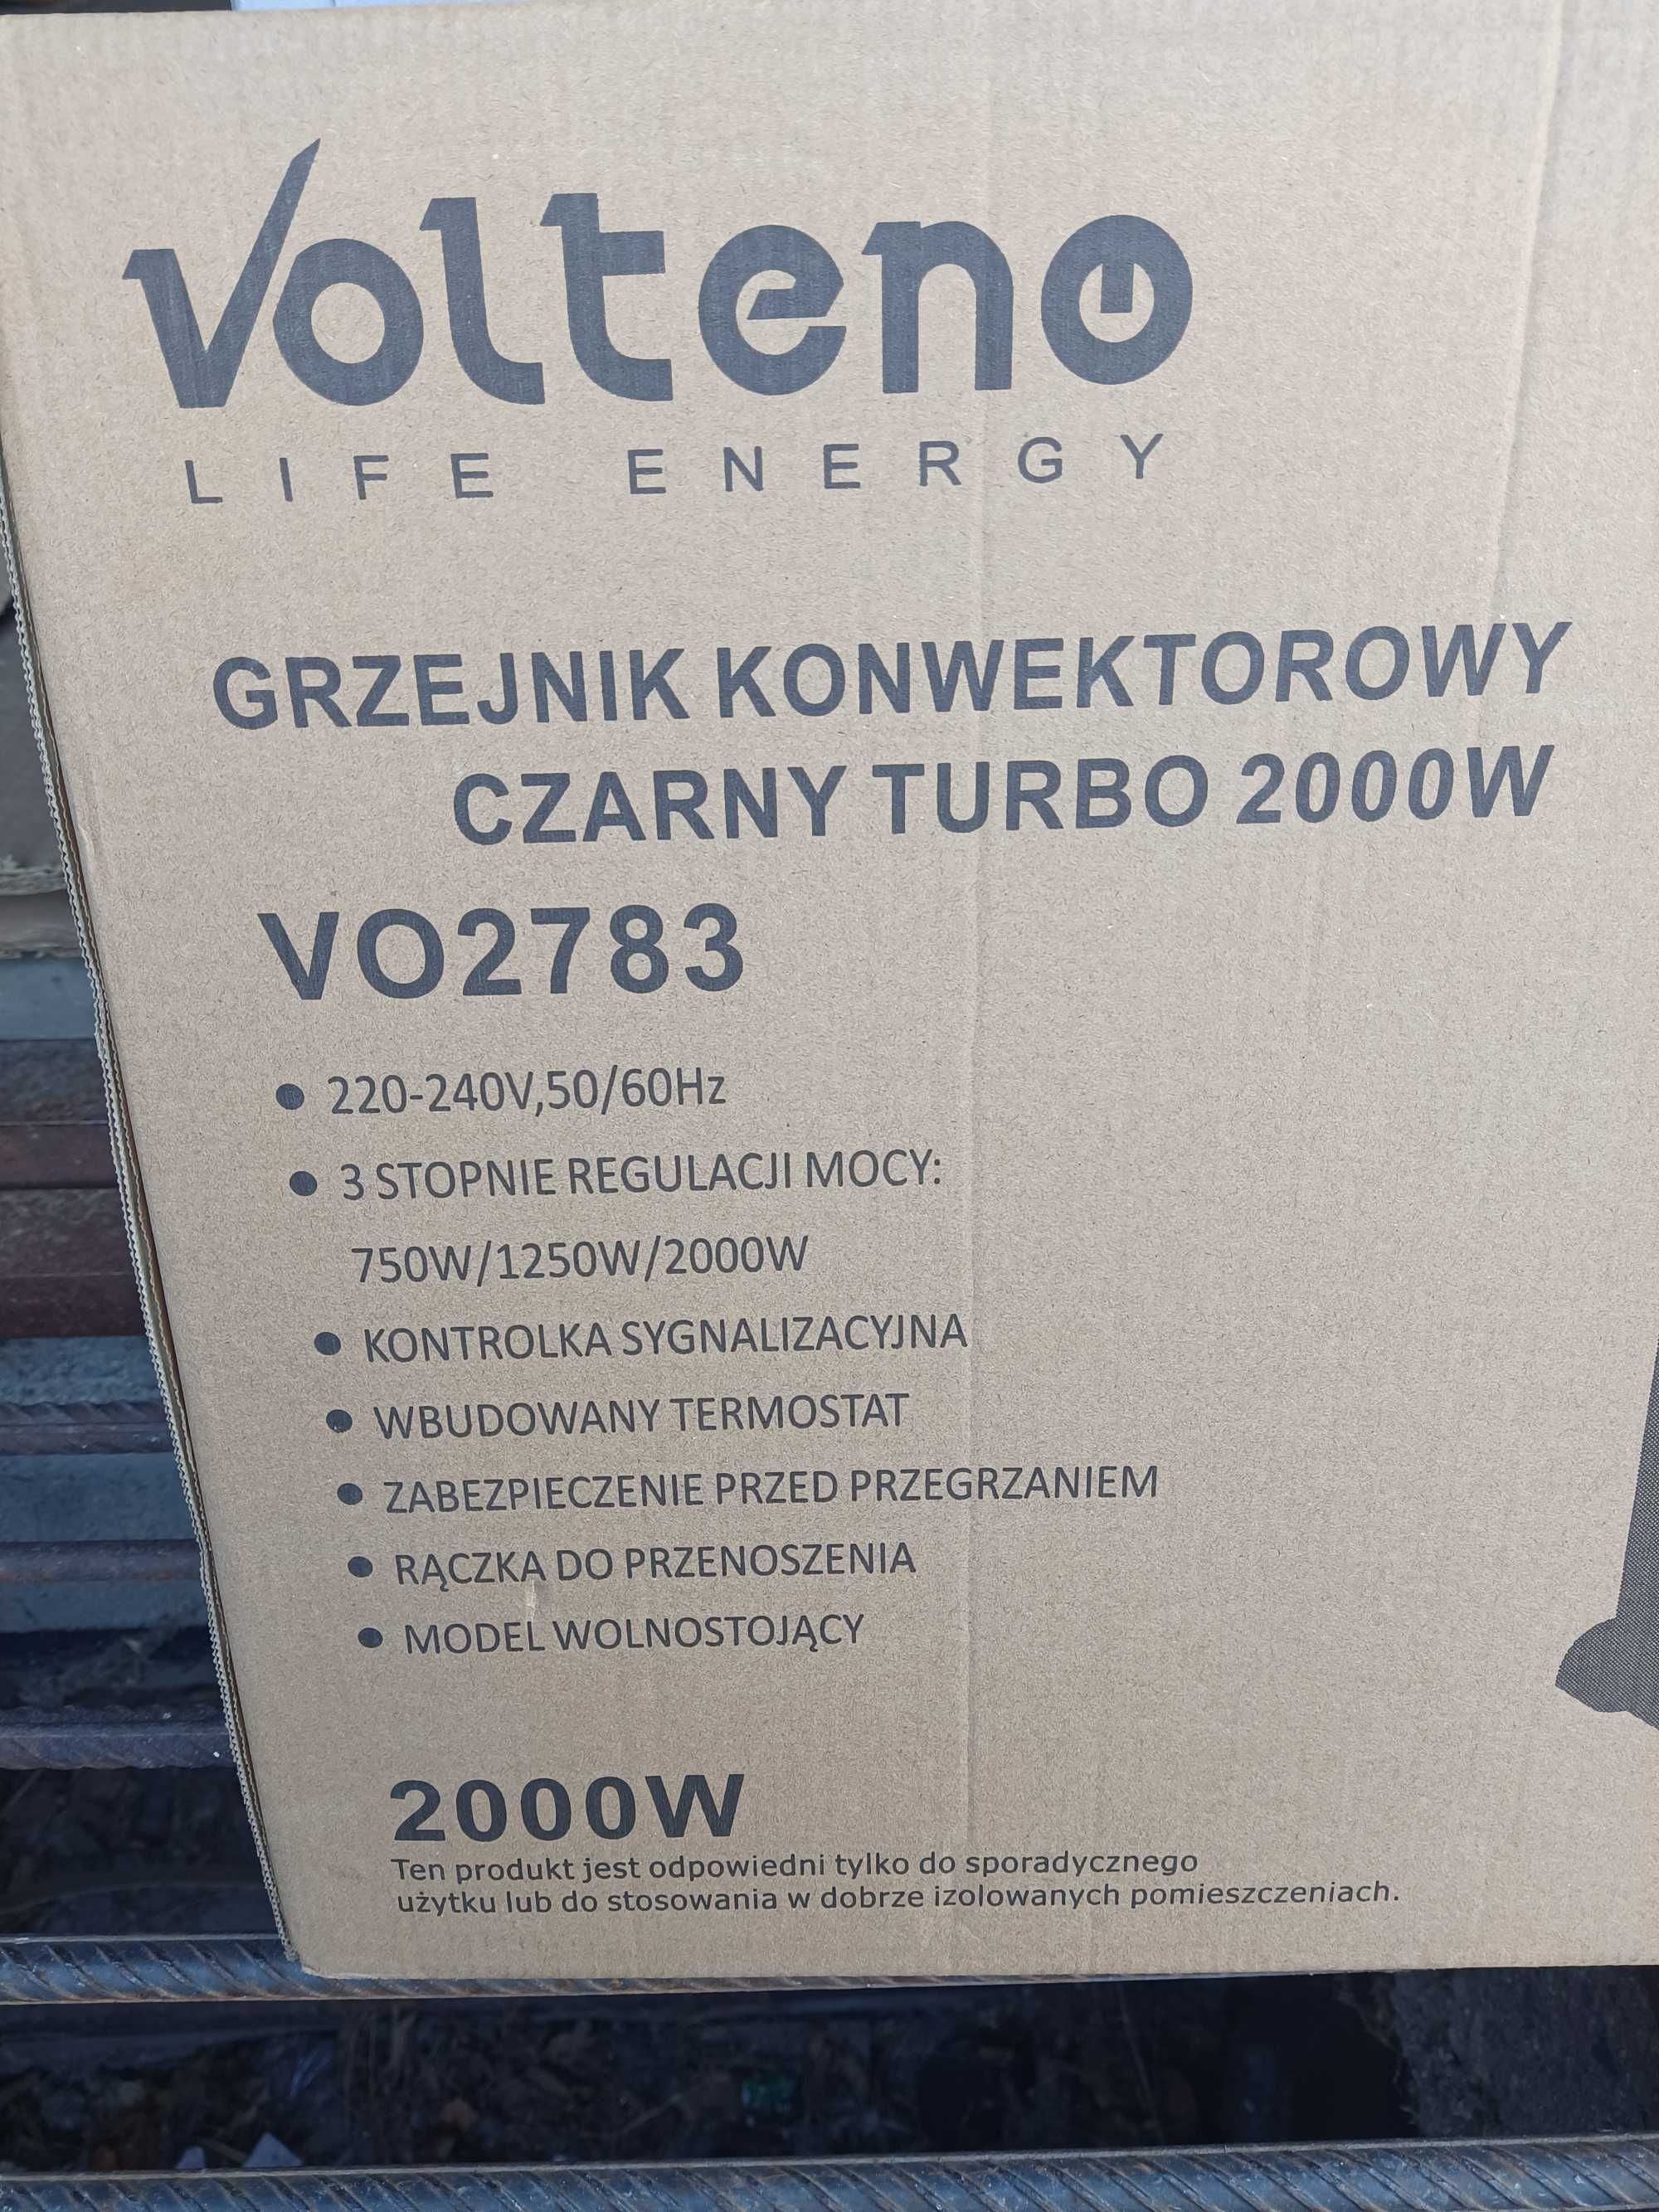 Volteno
LIFE ENERGY
GRZEJNIK KONWEKTOROWY
CZARNY TURBO 2000W
VO2783
● 220-240V,50/60Hz
● 3 STOPNIE REGULACJI MOCY:
750W/1250W/2000W
● KONTROLKA SYGNALIZACYJNA
● WBUDOWANY TERMOSTAT
● ZABEZPIECZENIE PRZED PRZEGRZANIEM
● RĄCZKA DO PRZENOSZENIA
● MODEL WOLNOSTOJĄCY
2000W
Ten produkt jest odpowiedni tylko do sporadycznego
użytku lub do stosowania w dobrze izolowanych pomieszczeniach.